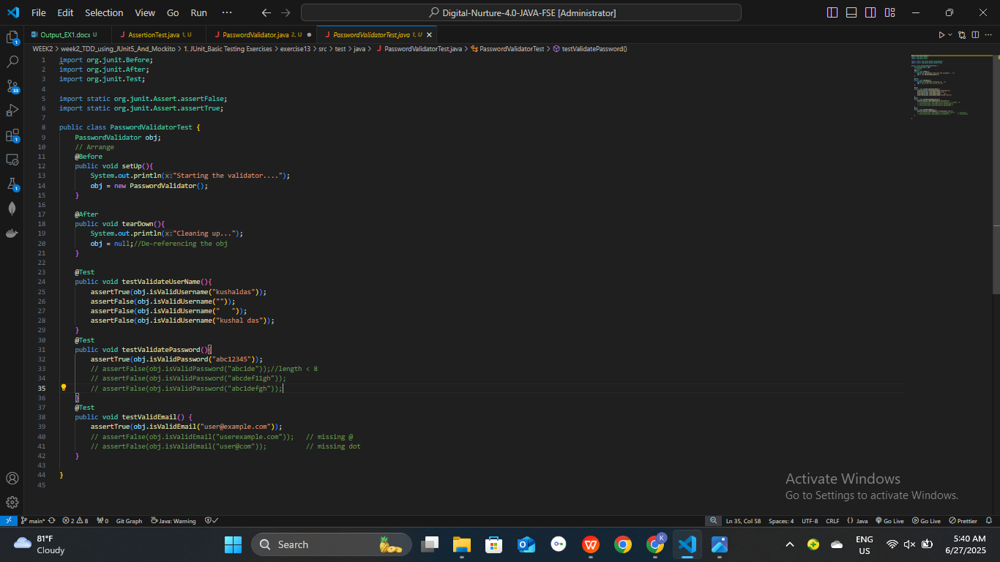 File Edit Selection View Go Run ··· Digital-Nurture-4.0-JAVA-FSE [Administrator]
Output_EX1.docx U AssertionTest.java 1, U PasswordValidator.java 2, U PasswordValidatorTest.java 1, U
WEEK2 > week2_TDD_using_JUnit5_And_Mockito > 1. JUnit_Basic Testing Exercises > exercise13 > src > test > java > PasswordValidatorTest.java > PasswordValidatorTest > testValidatePassword()
1 import org.junit.Before;
2 import org.junit.After;
3 import org.junit.Test;
4
5 import static org.junit.Assert.assertFalse;
6 import static org.junit.Assert.assertTrue;
7
8 public class PasswordValidatorTest {
9 PasswordValidator obj;
10 // Arrange
11 @Before
12 public void setUp(){
13 System.out.println(x:"Starting the validator....");
14 obj = new PasswordValidator();
15 }
16
17 @After
18 public void tearDown(){
19 System.out.println(x:"Cleaning up...");
20 obj = null;//De-referencing the obj
21 }
22
23 @Test
24 public void testValidateUserName(){
25 assertTrue(obj.isValidUsername("kushaldas"));
26 assertFalse(obj.isValidUsername(""));
27 assertFalse(obj.isValidUsername("   "));
28 assertFalse(obj.isValidUsername("kushal das"));
29 }
30 @Test
31 public void testValidatePassword(){
32 assertTrue(obj.isValidPassword("abc12345"));
33 // assertFalse(obj.isValidPassword("abc1de"));//length < 8
34 // assertFalse(obj.isValidPassword("abcdef11gh"));
35 // assertFalse(obj.isValidPassword("abc1defgh"));
36 }
37 @Test
38 public void testValidEmail() {
39 assertTrue(obj.isValidEmail("user@example.com"));
40 // assertFalse(obj.isValidEmail("userexample.com")); // missing @
41 // assertFalse(obj.isValidEmail("user@com")); // missing dot
42 }
43
44 }
45
Activate Windows
Go to Settings to activate Windows.
1
33
1
1
main* 2 8 0 Git Graph Java: Warning Ln 35, Col 58 Spaces: 4 UTF-8 CRLF {} Java Go Live Go Live Prettier
81°F
Cloudy
Search
K
ENG
US
5:40 AM
6/27/2025